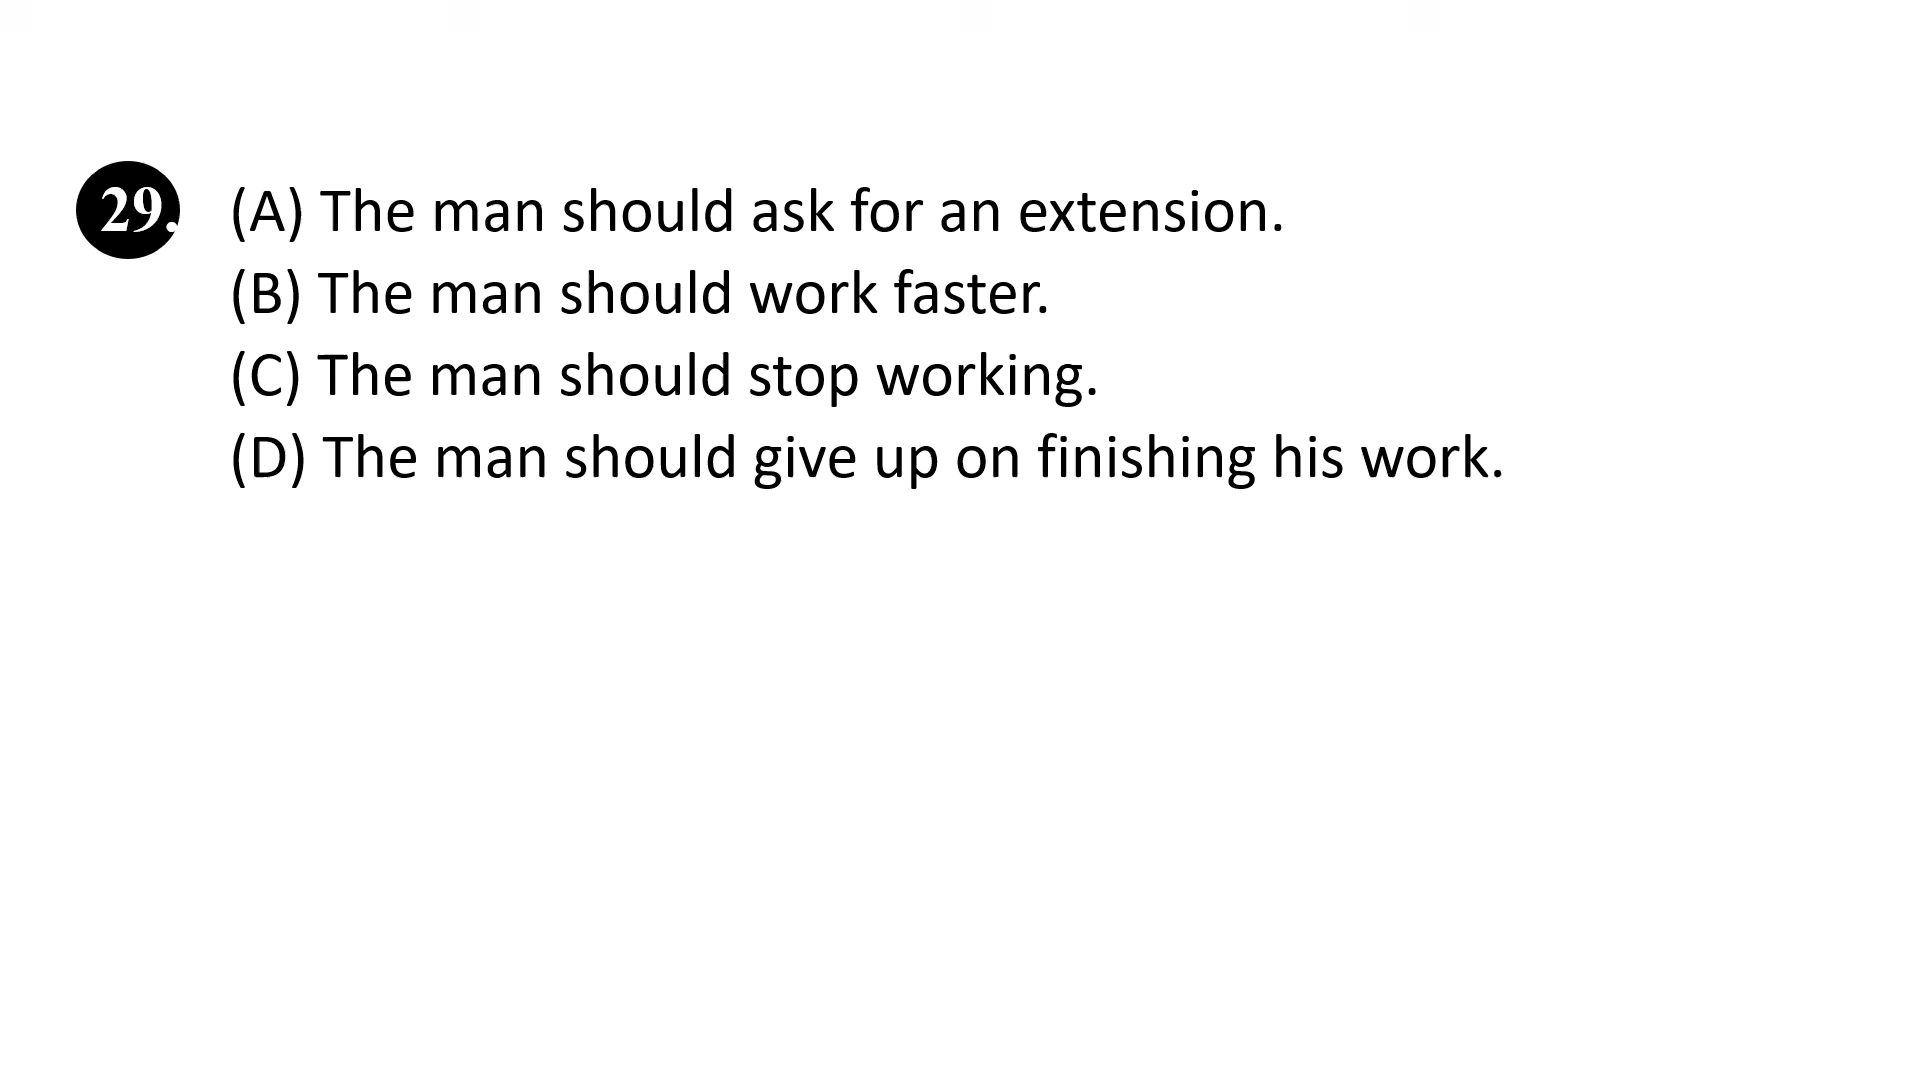 29. (A) The man should ask for an extension.
(B) The man should work faster.
(C) The man should stop working.
(D) The man should give up on finishing his work.